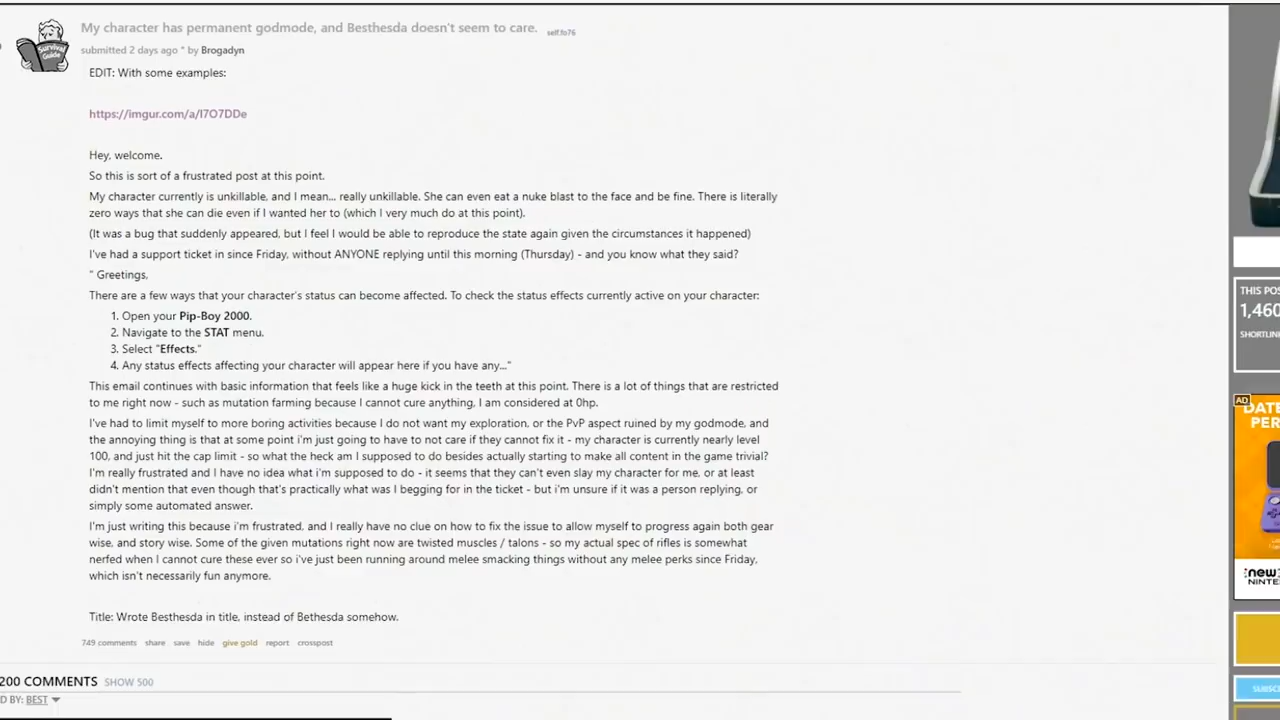 My character has permanent godmode, and Besthesda doesn't seem to care. self.fo76
submitted 2 days ago * by Brogadyn
EDIT: With some examples:
https://imgur.com/a/I7O7DDe
Hey, welcome.
So this is sort of a frustrated post at this point.
My character currently is unkillable, and I mean... really unkillable. She can even eat a nuke blast to the face and be fine. There is literally
zero ways that she can die even if I wanted her to (which I very much do at this point).
(It was a bug that suddenly appeared, but I feel I would be able to reproduce the state again given the circumstances it happened)
I've had a support ticket in since Friday, without ANYONE replying until this morning (Thursday) - and you know what they said?
" Greetings,
There are a few ways that your character's status can become affected. To check the status effects currently active on your character:
1. Open your Pip-Boy 2000.
2. Navigate to the STAT menu.
3. Select "Effects."
4. Any status effects affecting your character will appear here if you have any..."
This email continues with basic information that feels like a huge kick in the teeth at this point. There is a lot of things that are restricted
to me right now - such as mutation farming because I cannot cure anything, I am considered at 0hp.
I've had to limit myself to more boring activities because I do not want my exploration, or the PvP aspect ruined by my godmode, and
the annoying thing is that at some point i'm just going to have to not care if they cannot fix it - my character is currently nearly level
100, and just hit the cap limit - so what the heck am I supposed to do besides actually starting to make all content in the game trivial?
I'm really frustrated and I have no idea what i'm supposed to do - it seems that they can't even slay my character for me, or at least
didn't mention that even though that's practically what was I begging for in the ticket - but i'm unsure if it was a person replying, or
simply some automated answer.
I'm just writing this because i'm frustrated, and I really have no clue on how to fix the issue to allow myself to progress again both gear
wise, and story wise. Some of the given mutations right now are twisted muscles / talons - so my actual spec of rifles is somewhat
nerfed when I cannot cure these ever so i've just been running around melee smacking things without any melee perks since Friday,
which isn't necessarily fun anymore.
Title: Wrote Besthesda in title, instead of Bethesda somehow.
749 comments share save hide give gold report crosspost
200 COMMENTS SHOW 500
D BY: BEST
Survival Guide
THIS POS
1,460
SHORTLIN
AD
DATE
PER
new
NINTE
SUBSC